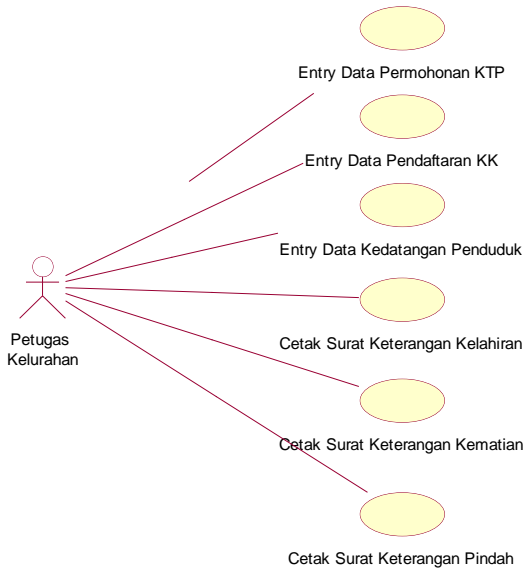 Entry Data Permohonan KTP
Entry Data Pendaftaran KK
Entry Data Kedatangan Penduduk
Petugas
Kelurahan
Cetak Surat Keterangan Kelahiran
Cetak Surat Keterangan Kematian
Cetak Surat Keterangan Pindah